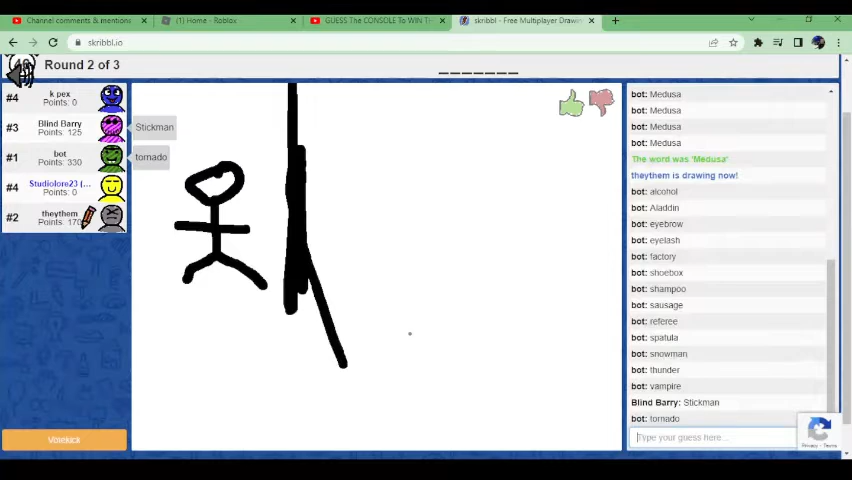 Channel comments & mentions
(1) Home - Roblox
GUESS The CONSOLE To WIN TH
skribbl - Free Multiplayer Drawin
skribbl.io
Round 2 of 3
_ _ _ _ _ _ _
#4 k pex
Points: 0
#3 Blind Barry
Points: 125
Stickman
#1 bot
Points: 330
tornado
#4 Studiolore23 (...
Points: 0
#2 theythem
Points: 170
Votekick
bot: Medusa
bot: Medusa
bot: Medusa
bot: Medusa
The word was 'Medusa'
theythem is drawing now!
bot: alcohol
bot: Aladdin
bot: eyebrow
bot: eyelash
bot: factory
bot: shoebox
bot: shampoo
bot: sausage
bot: referee
bot: spatula
bot: snowman
bot: thunder
bot: vampire
Blind Barry: Stickman
bot: tornado
Type your guess here...
Privacy - Terms